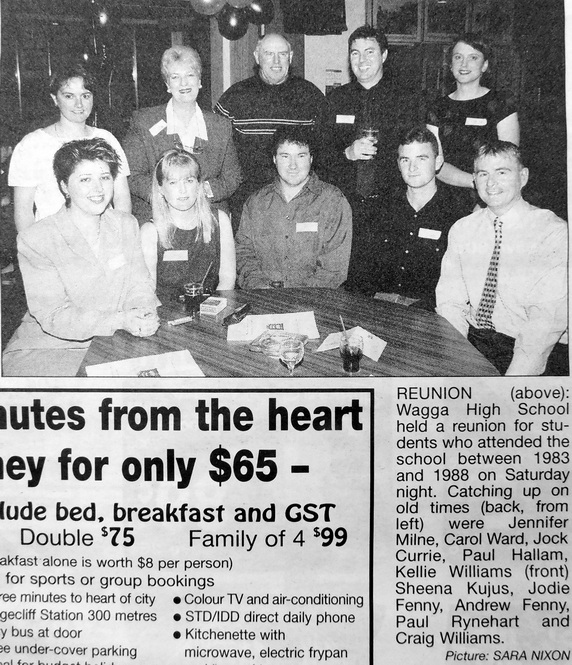 REUNION (above):
Wagga High School
held a reunion for stu-
dents who attended the
school between 1983
and 1988 on Saturday
night. Catching up on
old times (back, from
left) were Jennifer
Milne, Carol Ward, Jock
Currie, Paul Hallam,
Kellie Williams (front)
Sheena Kujus, Jodie
Fenny, Andrew Fenny,
Paul Rynehart and
Craig Williams.
Picture: SARA NIXON
nutes from the heart
ney for only $65 –
lude bed, breakfast and GST
Double $75 Family of 4 $99
akfast alone is worth $8 per person)
for sports or group bookings
ree minutes to heart of city
gecliff Station 300 metres
y bus at door
ee under-cover parking
● Colour TV and air-conditioning
● STD/IDD direct daily phone
● Kitchenette with
microwave, electric frypan